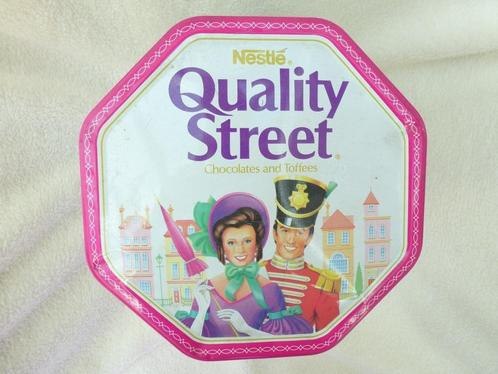 Nestlé®
Quality
Street®
Chocolates and Toffees